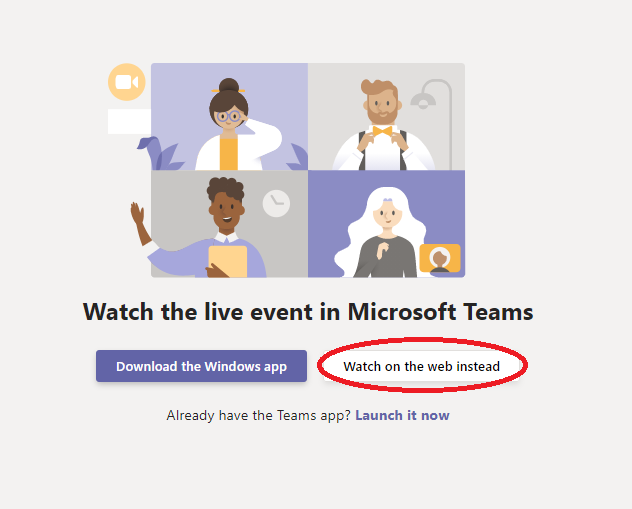 Watch the live event in Microsoft Teams
Download the Windows app
Watch on the web instead
Already have the Teams app? Launch it now